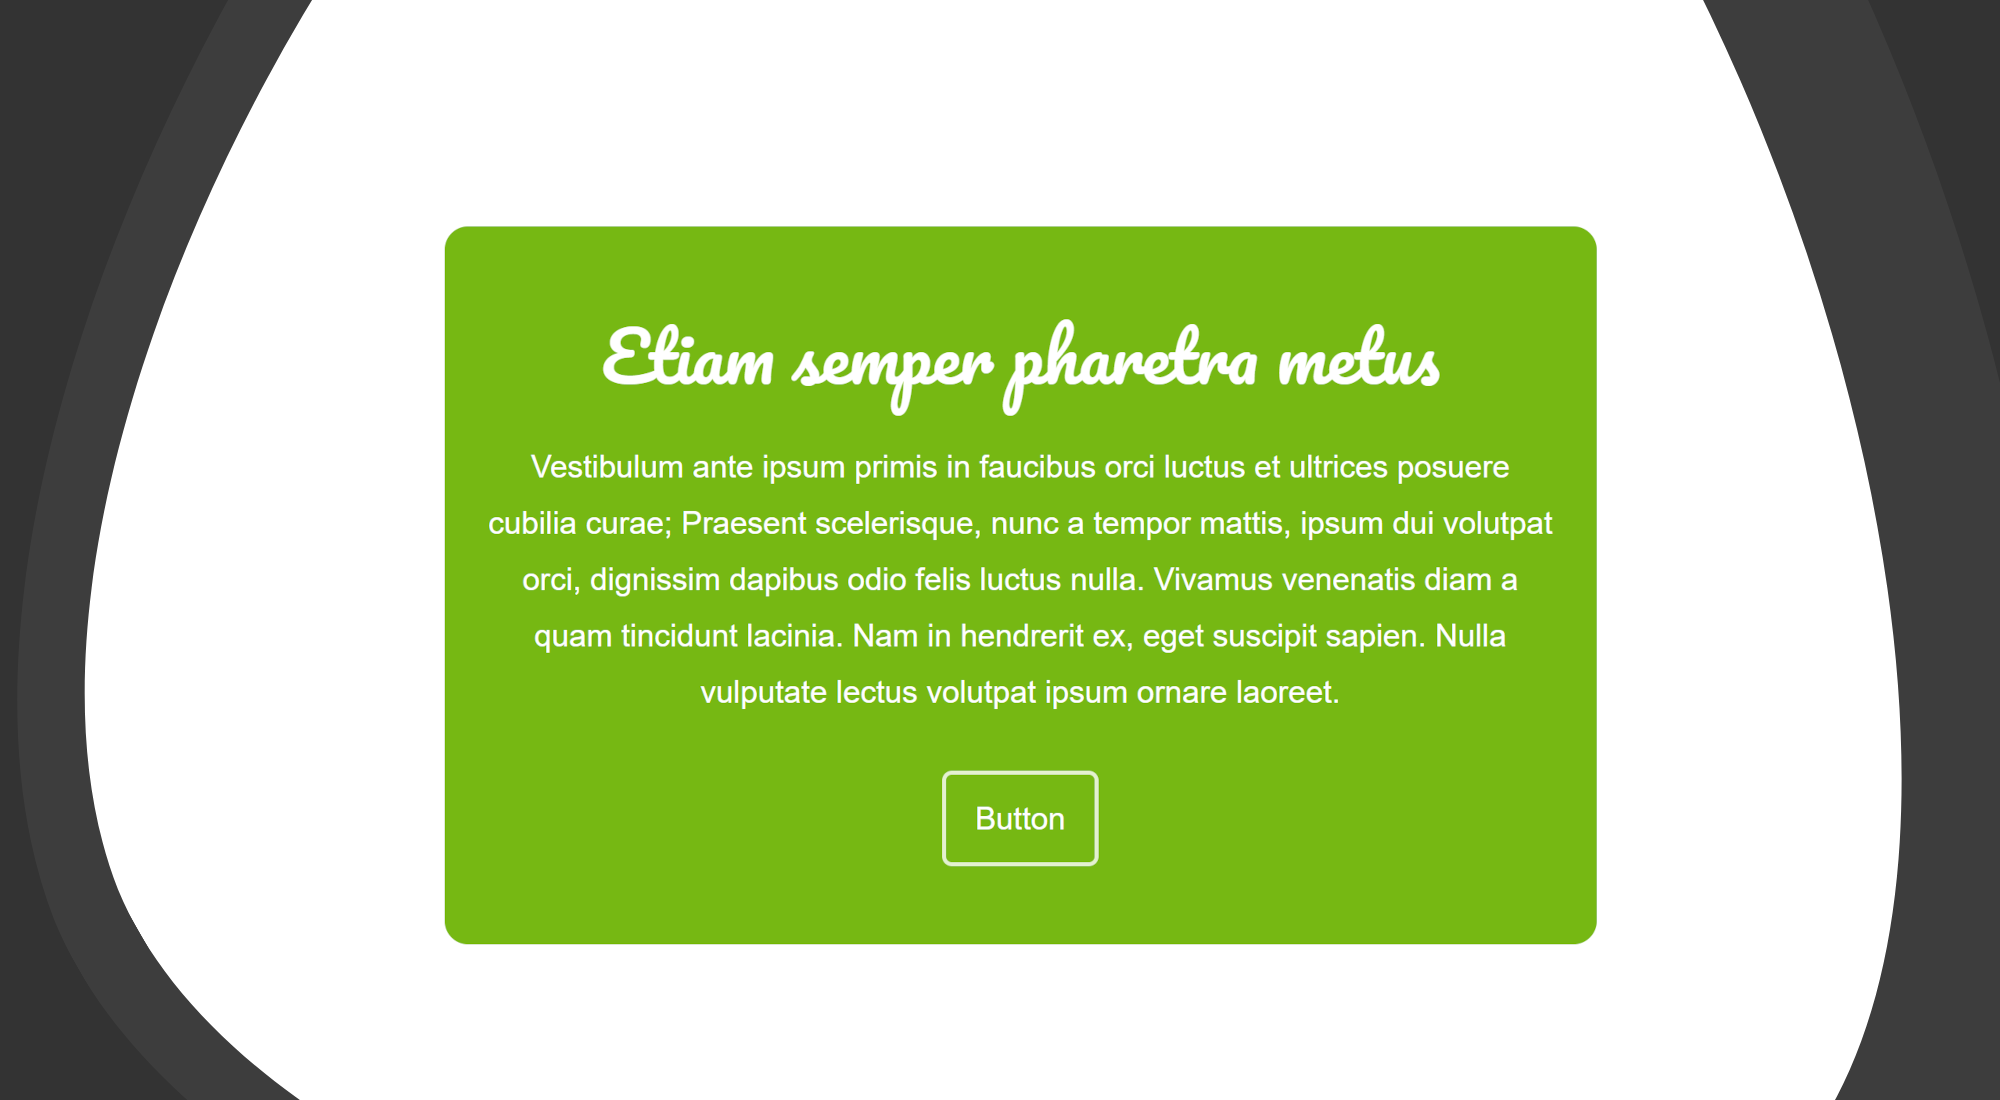 Etiam semper pharetra metus
Vestibulum ante ipsum primis in faucibus orci luctus et ultrices posuere
cubilia curae; Praesent scelerisque, nunc a tempor mattis, ipsum dui volutpat
orci, dignissim dapibus odio felis luctus nulla. Vivamus venenatis diam a
quam tincidunt lacinia. Nam in hendrerit ex, eget suscipit sapien. Nulla
vulputate lectus volutpat ipsum ornare laoreet.
Button